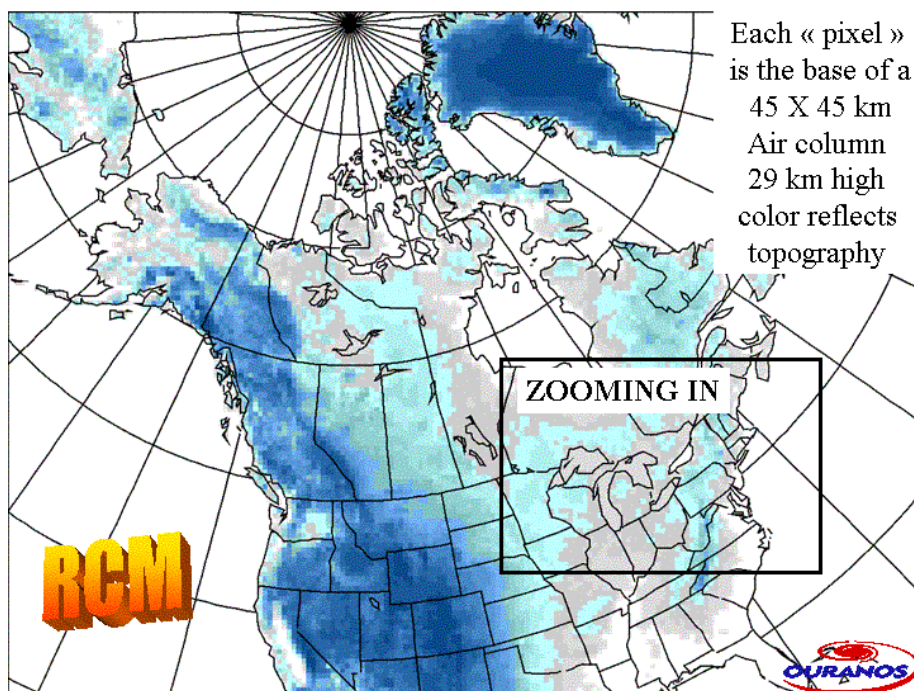 Each « pixel »
is the base of a
45 X 45 km
Air column
29 km high
color reflects
topography
ZOOMING IN
RCM
OURANOS